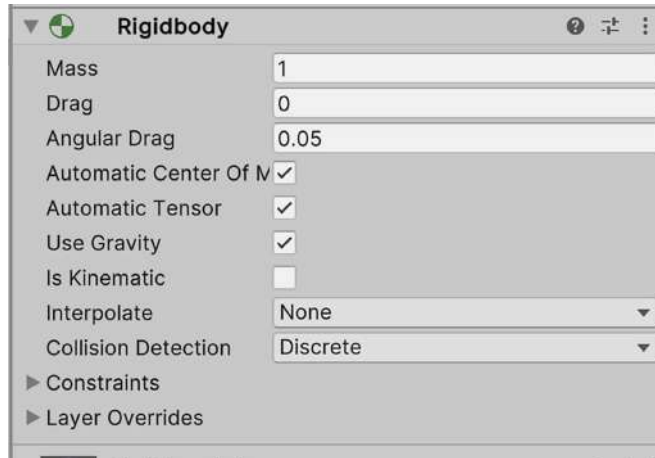 Rigidbody
Mass 1
Drag 0
Angular Drag 0.05
Automatic Center Of M
Automatic Tensor
Use Gravity
Is Kinematic
Interpolate None
Collision Detection Discrete
Constraints
Layer Overrides